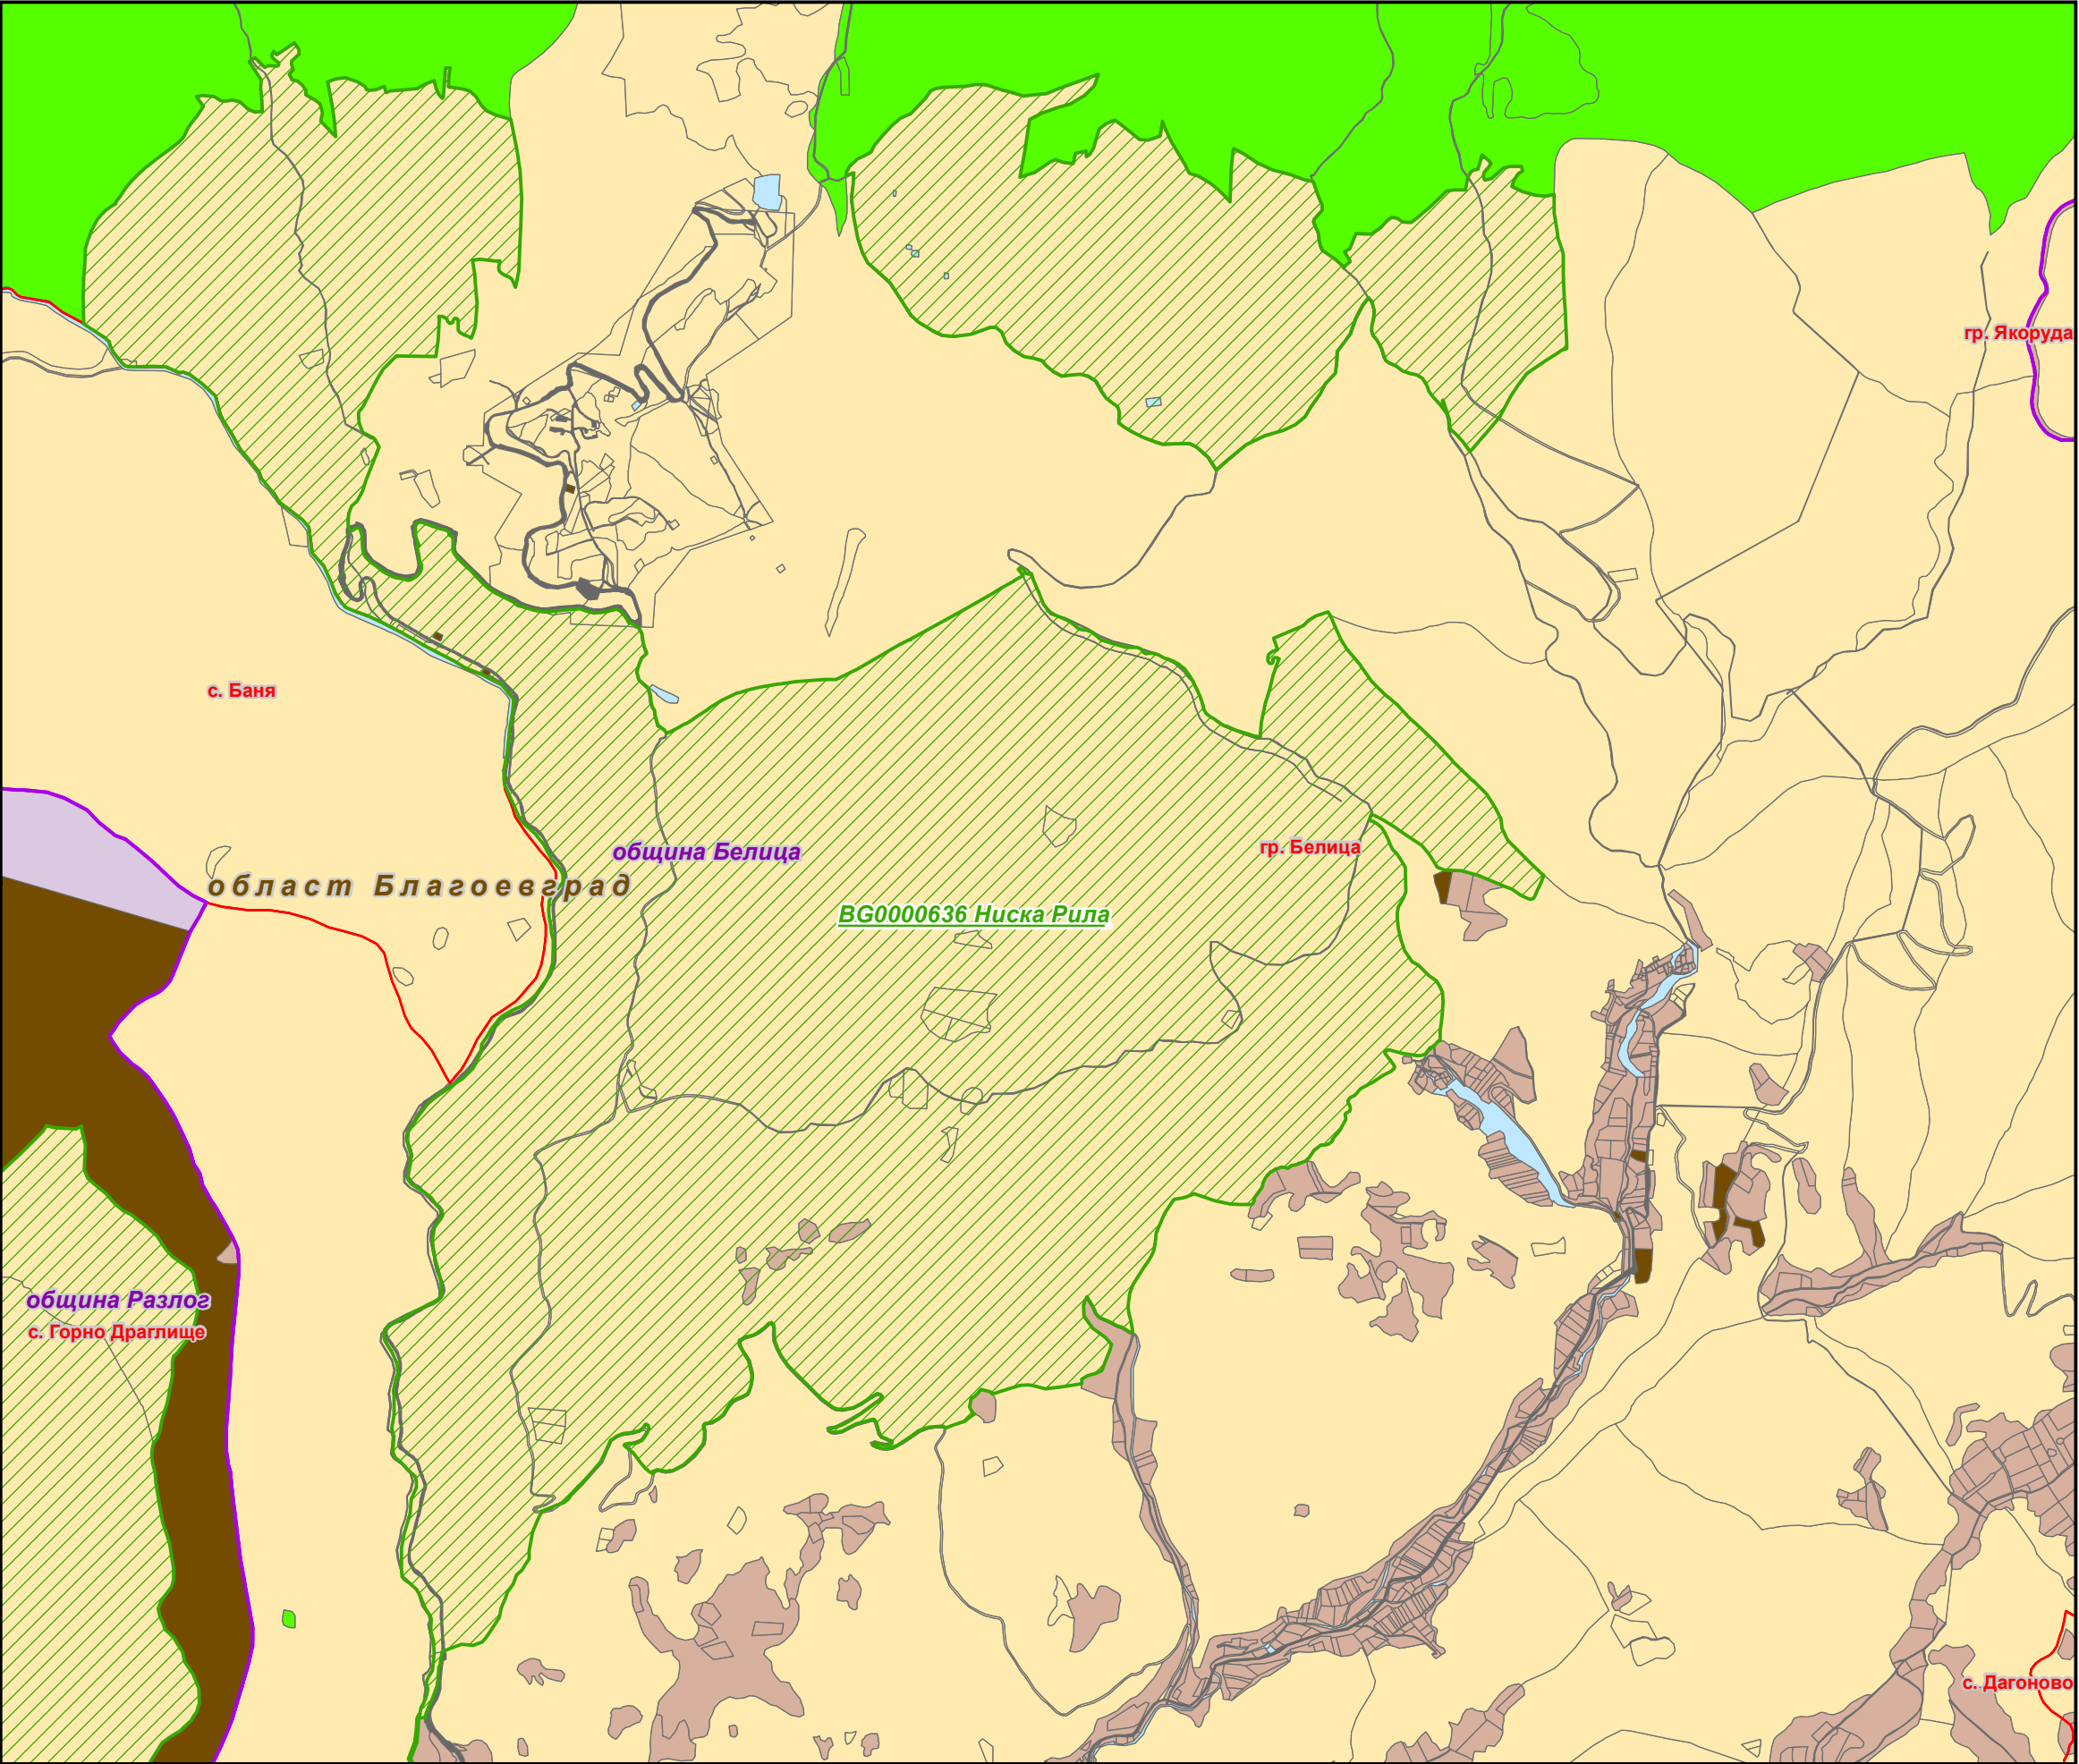 гр. Якоруда
с. Баня
община Белица
гр. Белица
област Благоевград
BG0000636 Ниска Рила
община Разлог
с. Горно Драглище
с. Дагоново